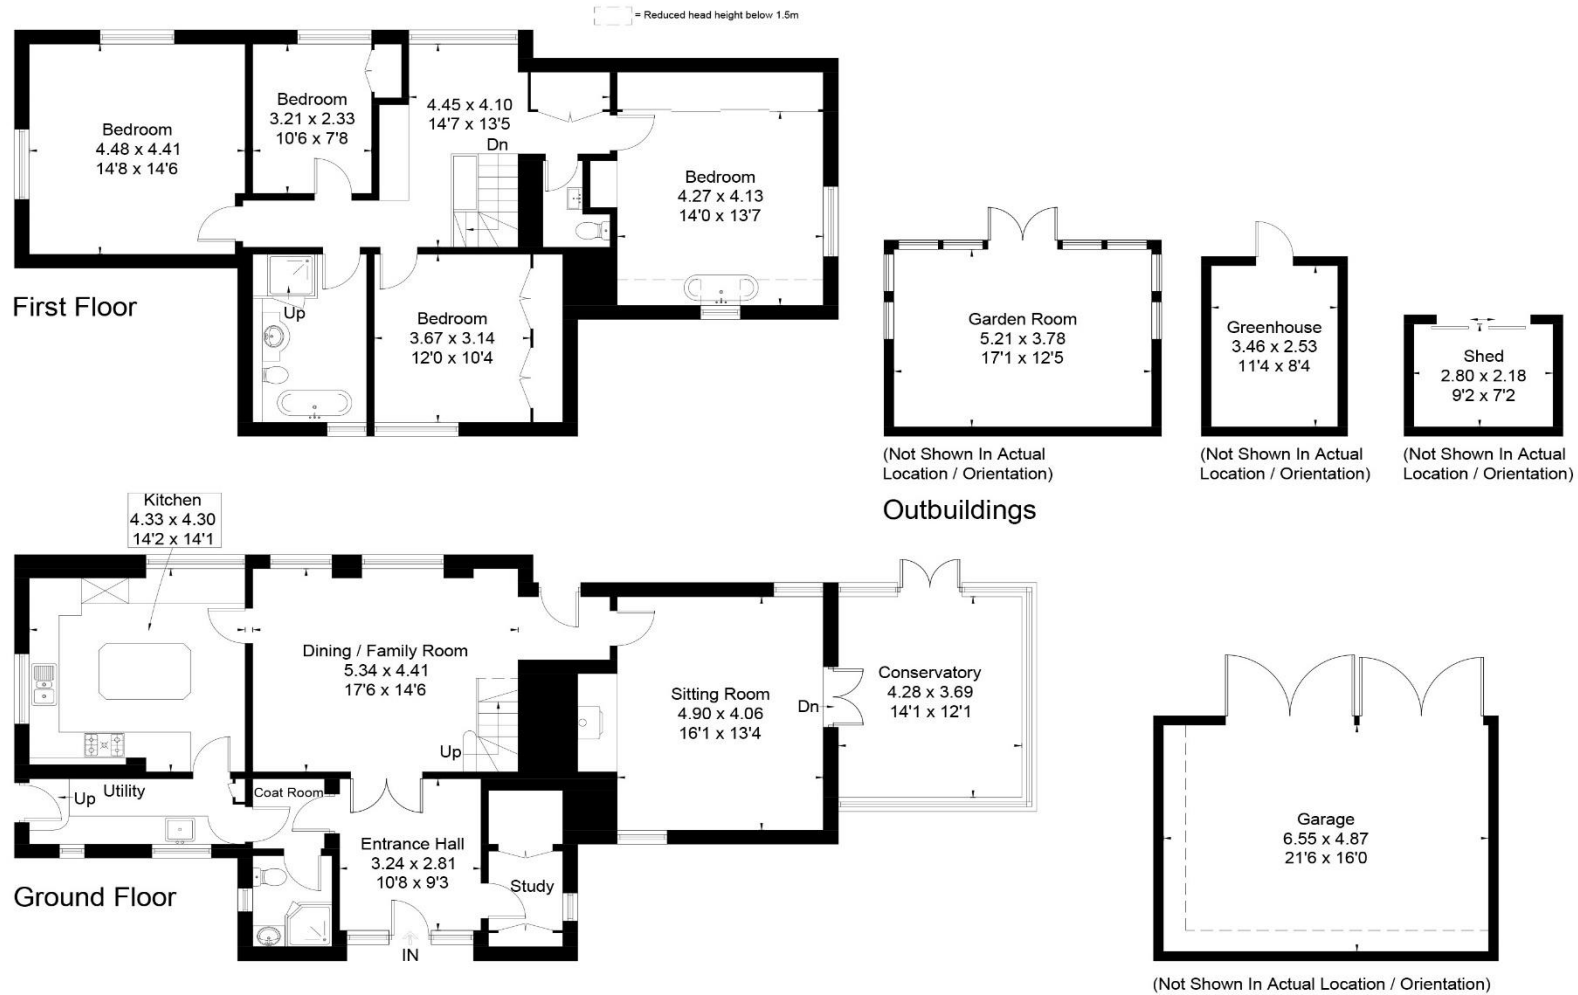 = Reduced head height below 1.5m
Bedroom
4.48 x 4.41
14'8 x 14'6
Bedroom
3.21 x 2.33
10'6 x 7'8
4.45 x 4.10
14'7 x 13'5
Dn
Bedroom
4.27 x 4.13
14'0 x 13'7
Up
Bedroom
3.67 x 3.14
12'0 x 10'4
First Floor
Garden Room
5.21 x 3.78
17'1 x 12'5
(Not Shown In Actual
Location / Orientation)
Greenhouse
3.46 x 2.53
11'4 x 8'4
(Not Shown In Actual
Location / Orientation)
Shed
2.80 x 2.18
9'2 x 7'2
(Not Shown In Actual
Location / Orientation)
Outbuildings
Kitchen
4.33 x 4.30
14'2 x 14'1
Dining / Family Room
5.34 x 4.41
17'6 x 14'6
Up
Sitting Room
4.90 x 4.06
16'1 x 13'4
Dn
Conservatory
4.28 x 3.69
14'1 x 12'1
Utility
Up
Coat Room
Entrance Hall
3.24 x 2.81
10'8 x 9'3
Study
IN
Ground Floor
Garage
6.55 x 4.87
21'6 x 16'0
(Not Shown In Actual Location / Orientation)